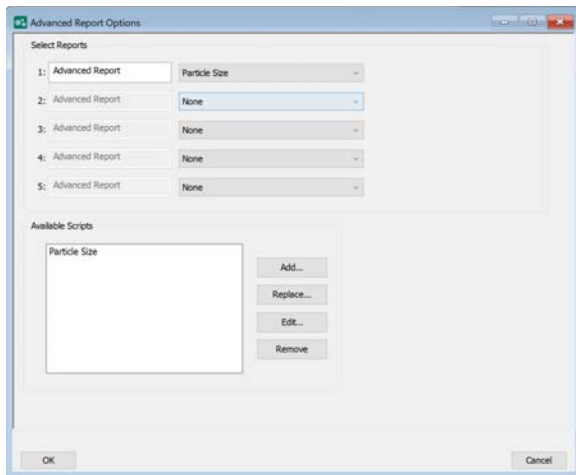 Advanced Report Options
Select Reports
1: Advanced Report Particle Size
2: Advanced Report None
3: Advanced Report None
4: Advanced Report None
5: Advanced Report None
Available Scripts
Particle Size
Add...
Replace...
Edit...
Remove
OK Cancel